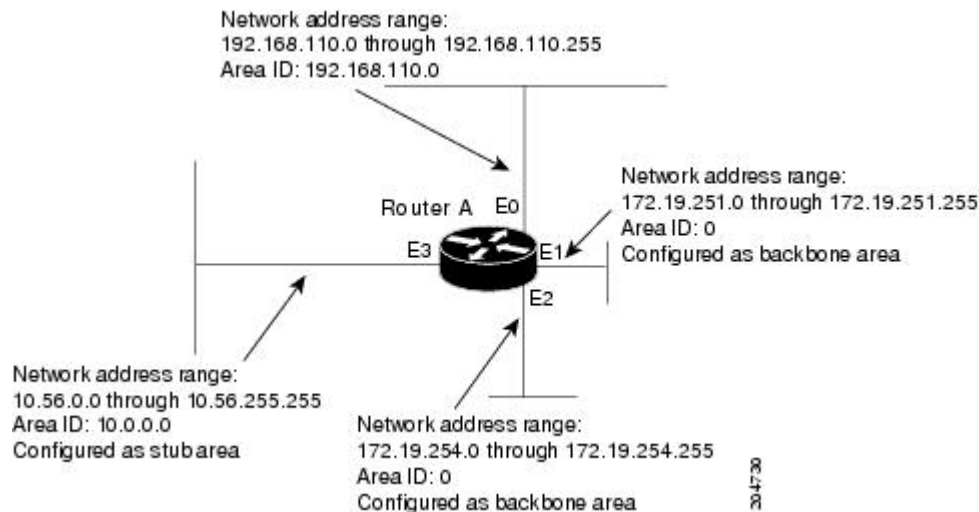 Network address range:
192.168.110.0 through 192.168.110.255
Area ID: 192.168.110.0
Network address range:
172.19.251.0 through 172.19.251.255
Area ID: 0
Configured as backbone area
Router A
E0
E3
E1
E2
Network address range:
10.56.0.0 through 10.56.255.255
Area ID: 10.0.0.0
Configured as stub area
Network address range:
172.19.254.0 through 172.19.254.255
Area ID: 0
Configured as backbone area